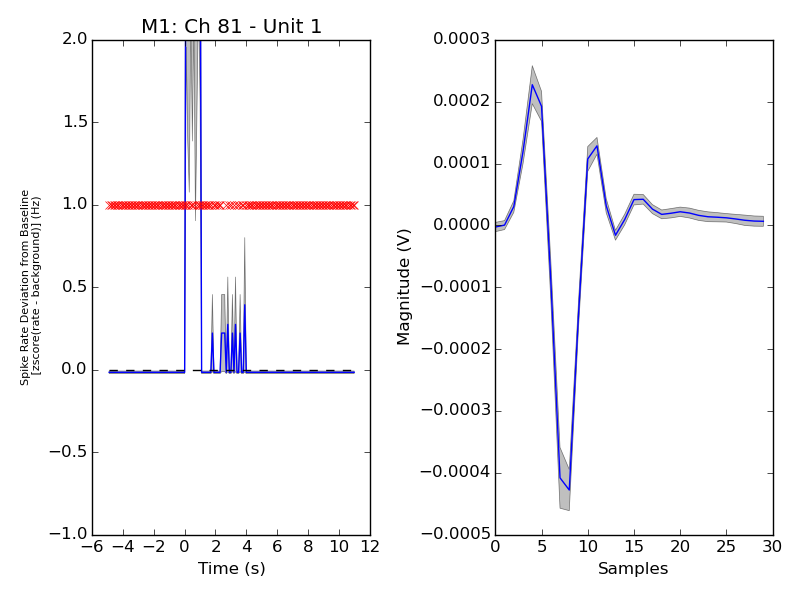 M1: Ch 81 - Unit 1
2.0
1.5
1.0
0.5
0.0
−0.5
−1.0
−6 −4 −2 0 2 4 6 8 10 12
Time (s)
Spike Rate Deviation from Baseline
[zscore(rate - background)] (Hz)
0.0003
0.0002
0.0001
0.0000
−0.0001
−0.0002
−0.0003
−0.0004
−0.0005
0 5 10 15 20 25 30
Samples
Magnitude (V)